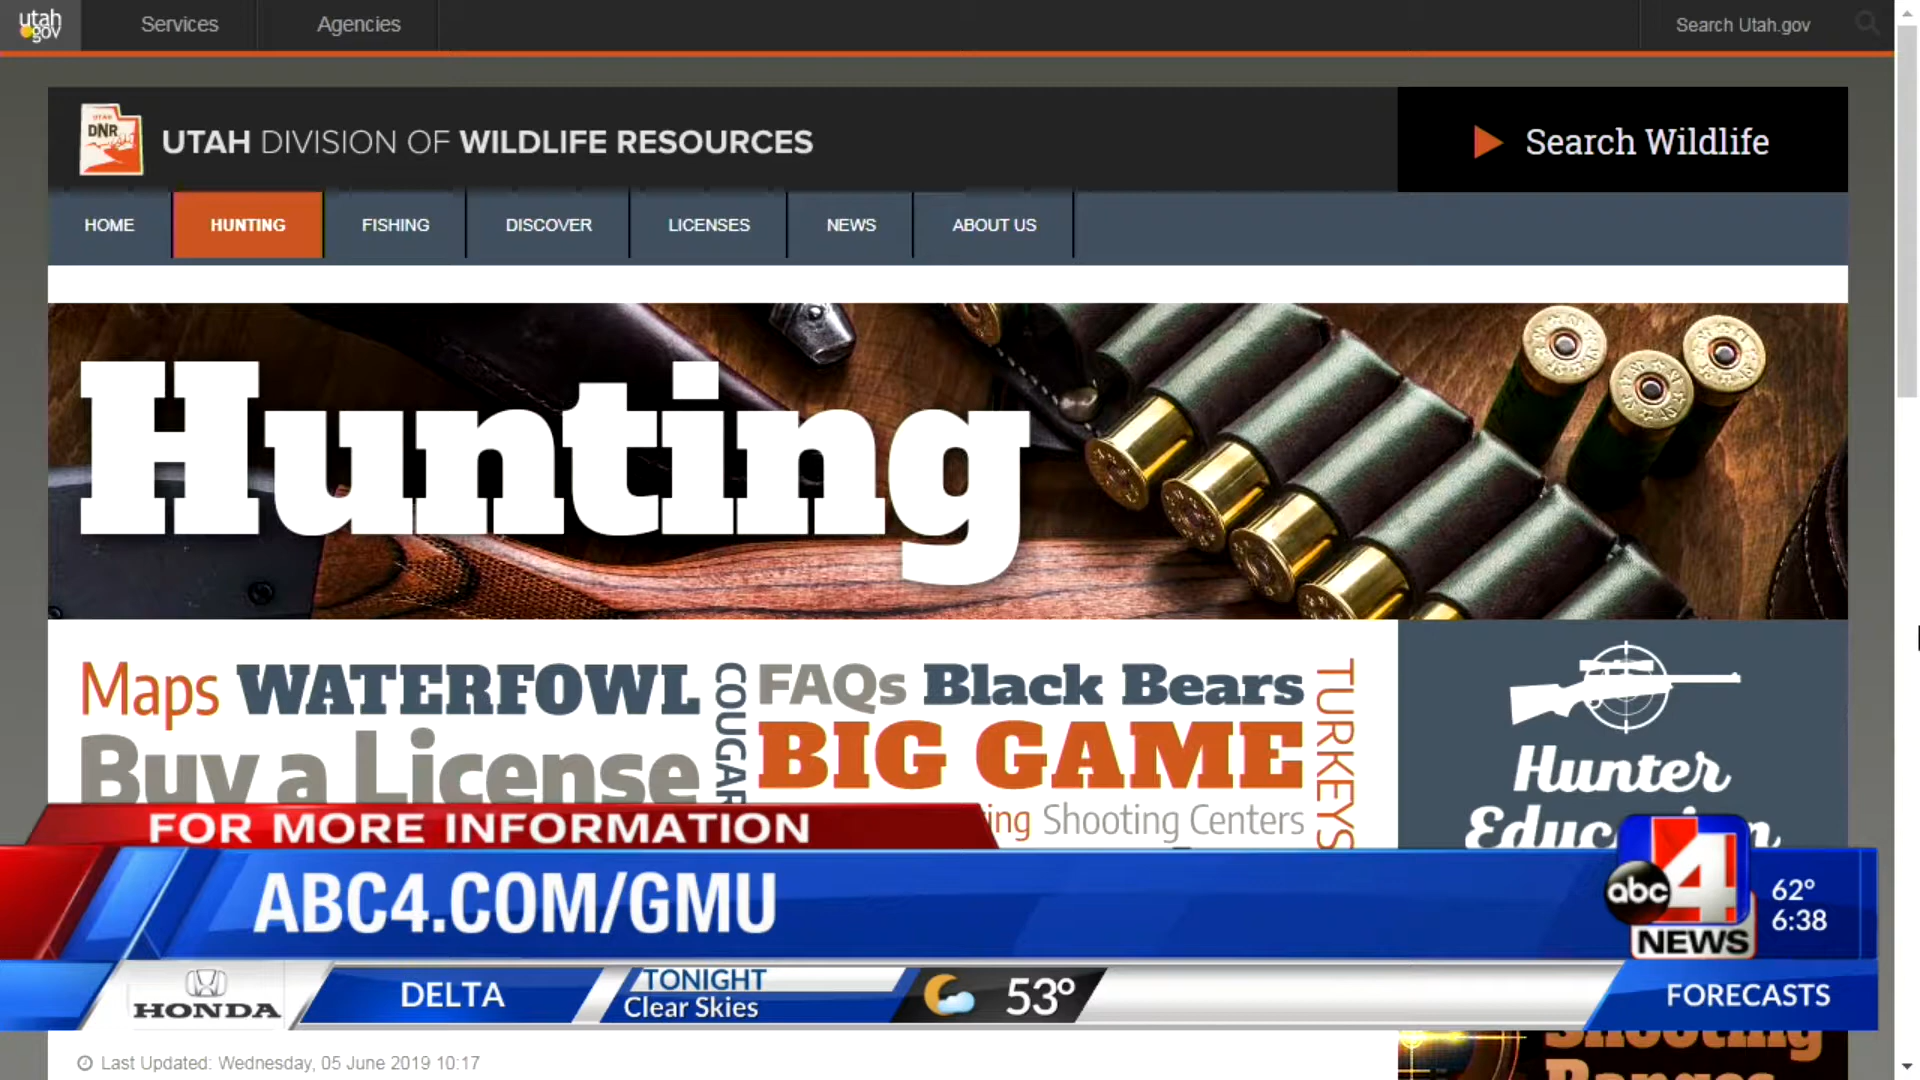 utah
gov
Services
Agencies
Search Utah.gov
UTAH
DNR
UTAH DIVISION OF WILDLIFE RESOURCES
Search Wildlife
HOME
HUNTING
FISHING
DISCOVER
LICENSES
NEWS
ABOUT US
Hunting
Maps WATERFOWL
Buy a License
COUGAR
FAQs Black Bears
BIG GAME
ing Shooting Centers
TURKEYS
Hunter
FOR MORE INFORMATION
ABC4.COM/GMU
abc
4
NEWS
62°
6:38
HONDA
DELTA
TONIGHT
Clear Skies
53°
FORECASTS
Shooting
Ranges
Last Updated: Wednesday, 05 June 2019 10:17